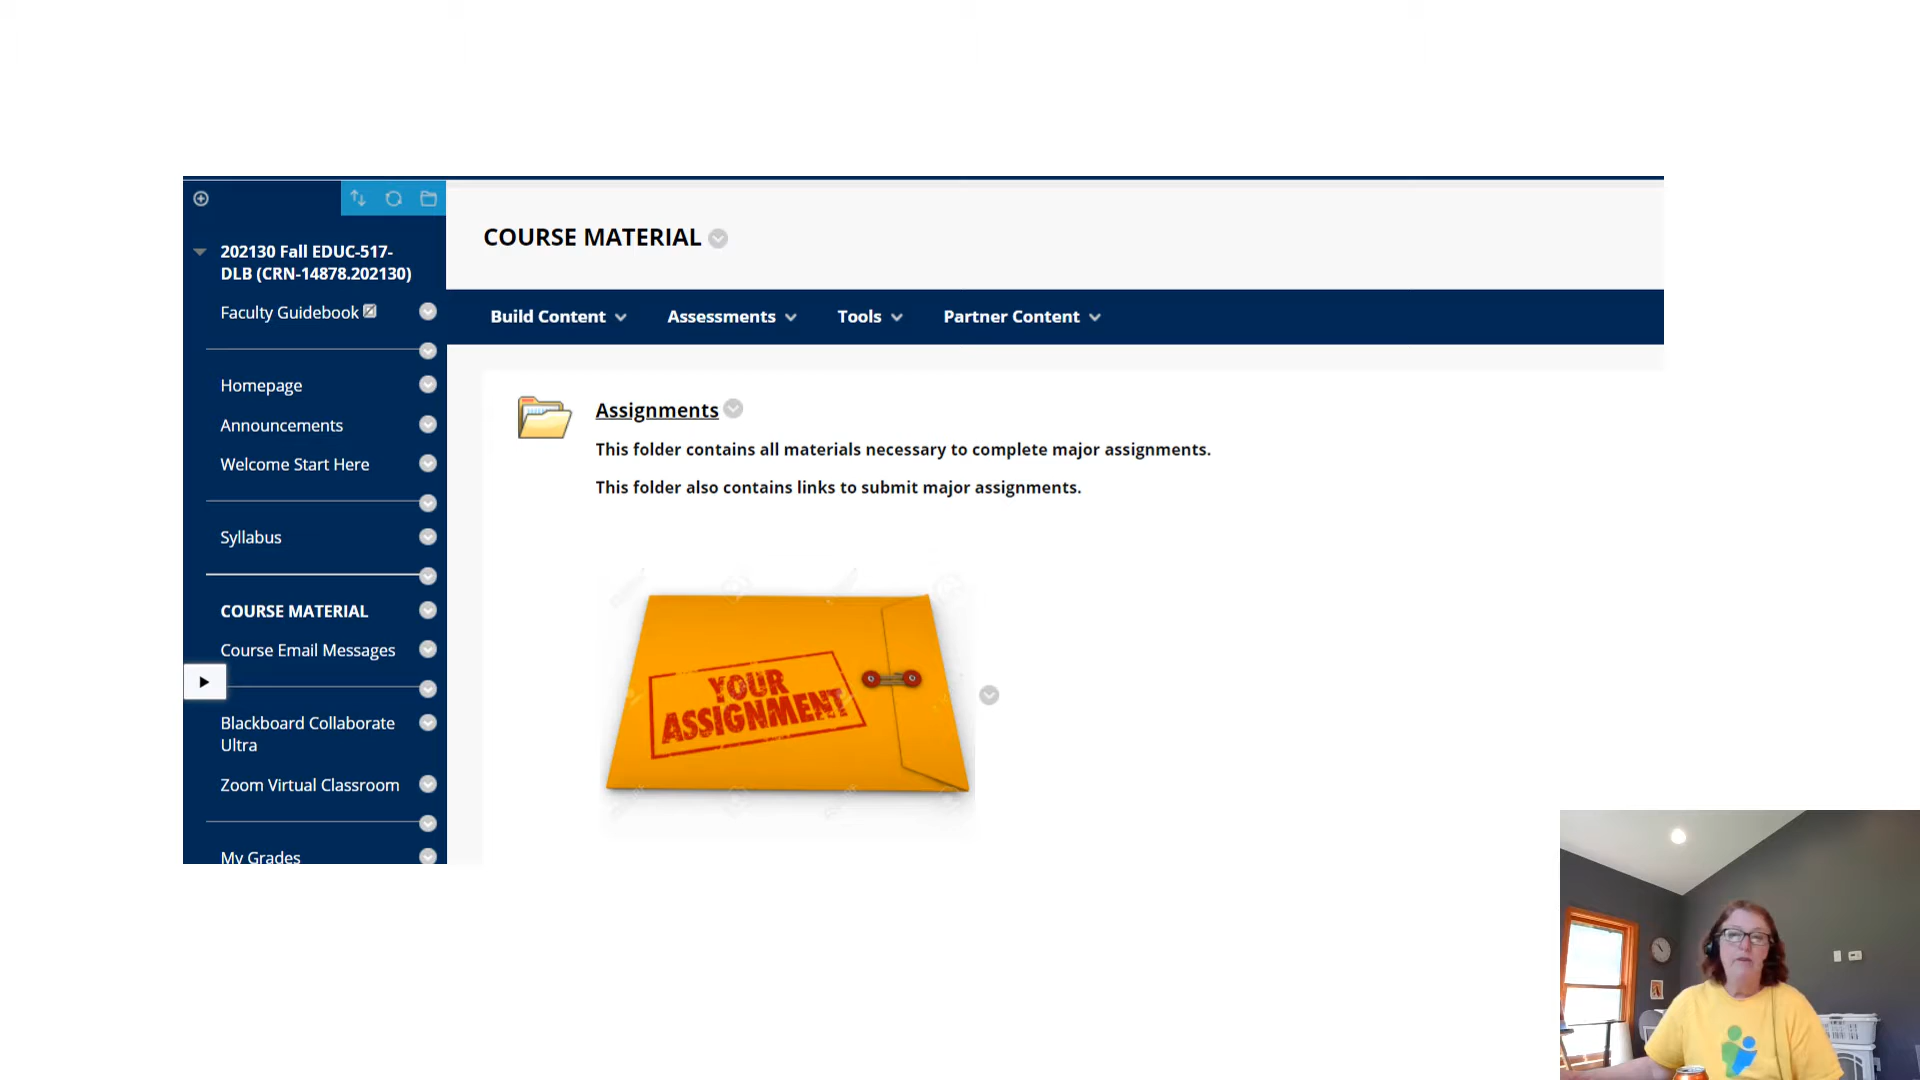 202130 Fall EDUC-517-
DLB (CRN-14878.202130)
Faculty Guidebook
Homepage
Announcements
Welcome Start Here
Syllabus
COURSE MATERIAL
Course Email Messages
Blackboard Collaborate
Ultra
Zoom Virtual Classroom
My Grades
COURSE MATERIAL
Build Content
Assessments
Tools
Partner Content
Assignments
This folder contains all materials necessary to complete major assignments.
This folder also contains links to submit major assignments.
YOUR
ASSIGNMENT